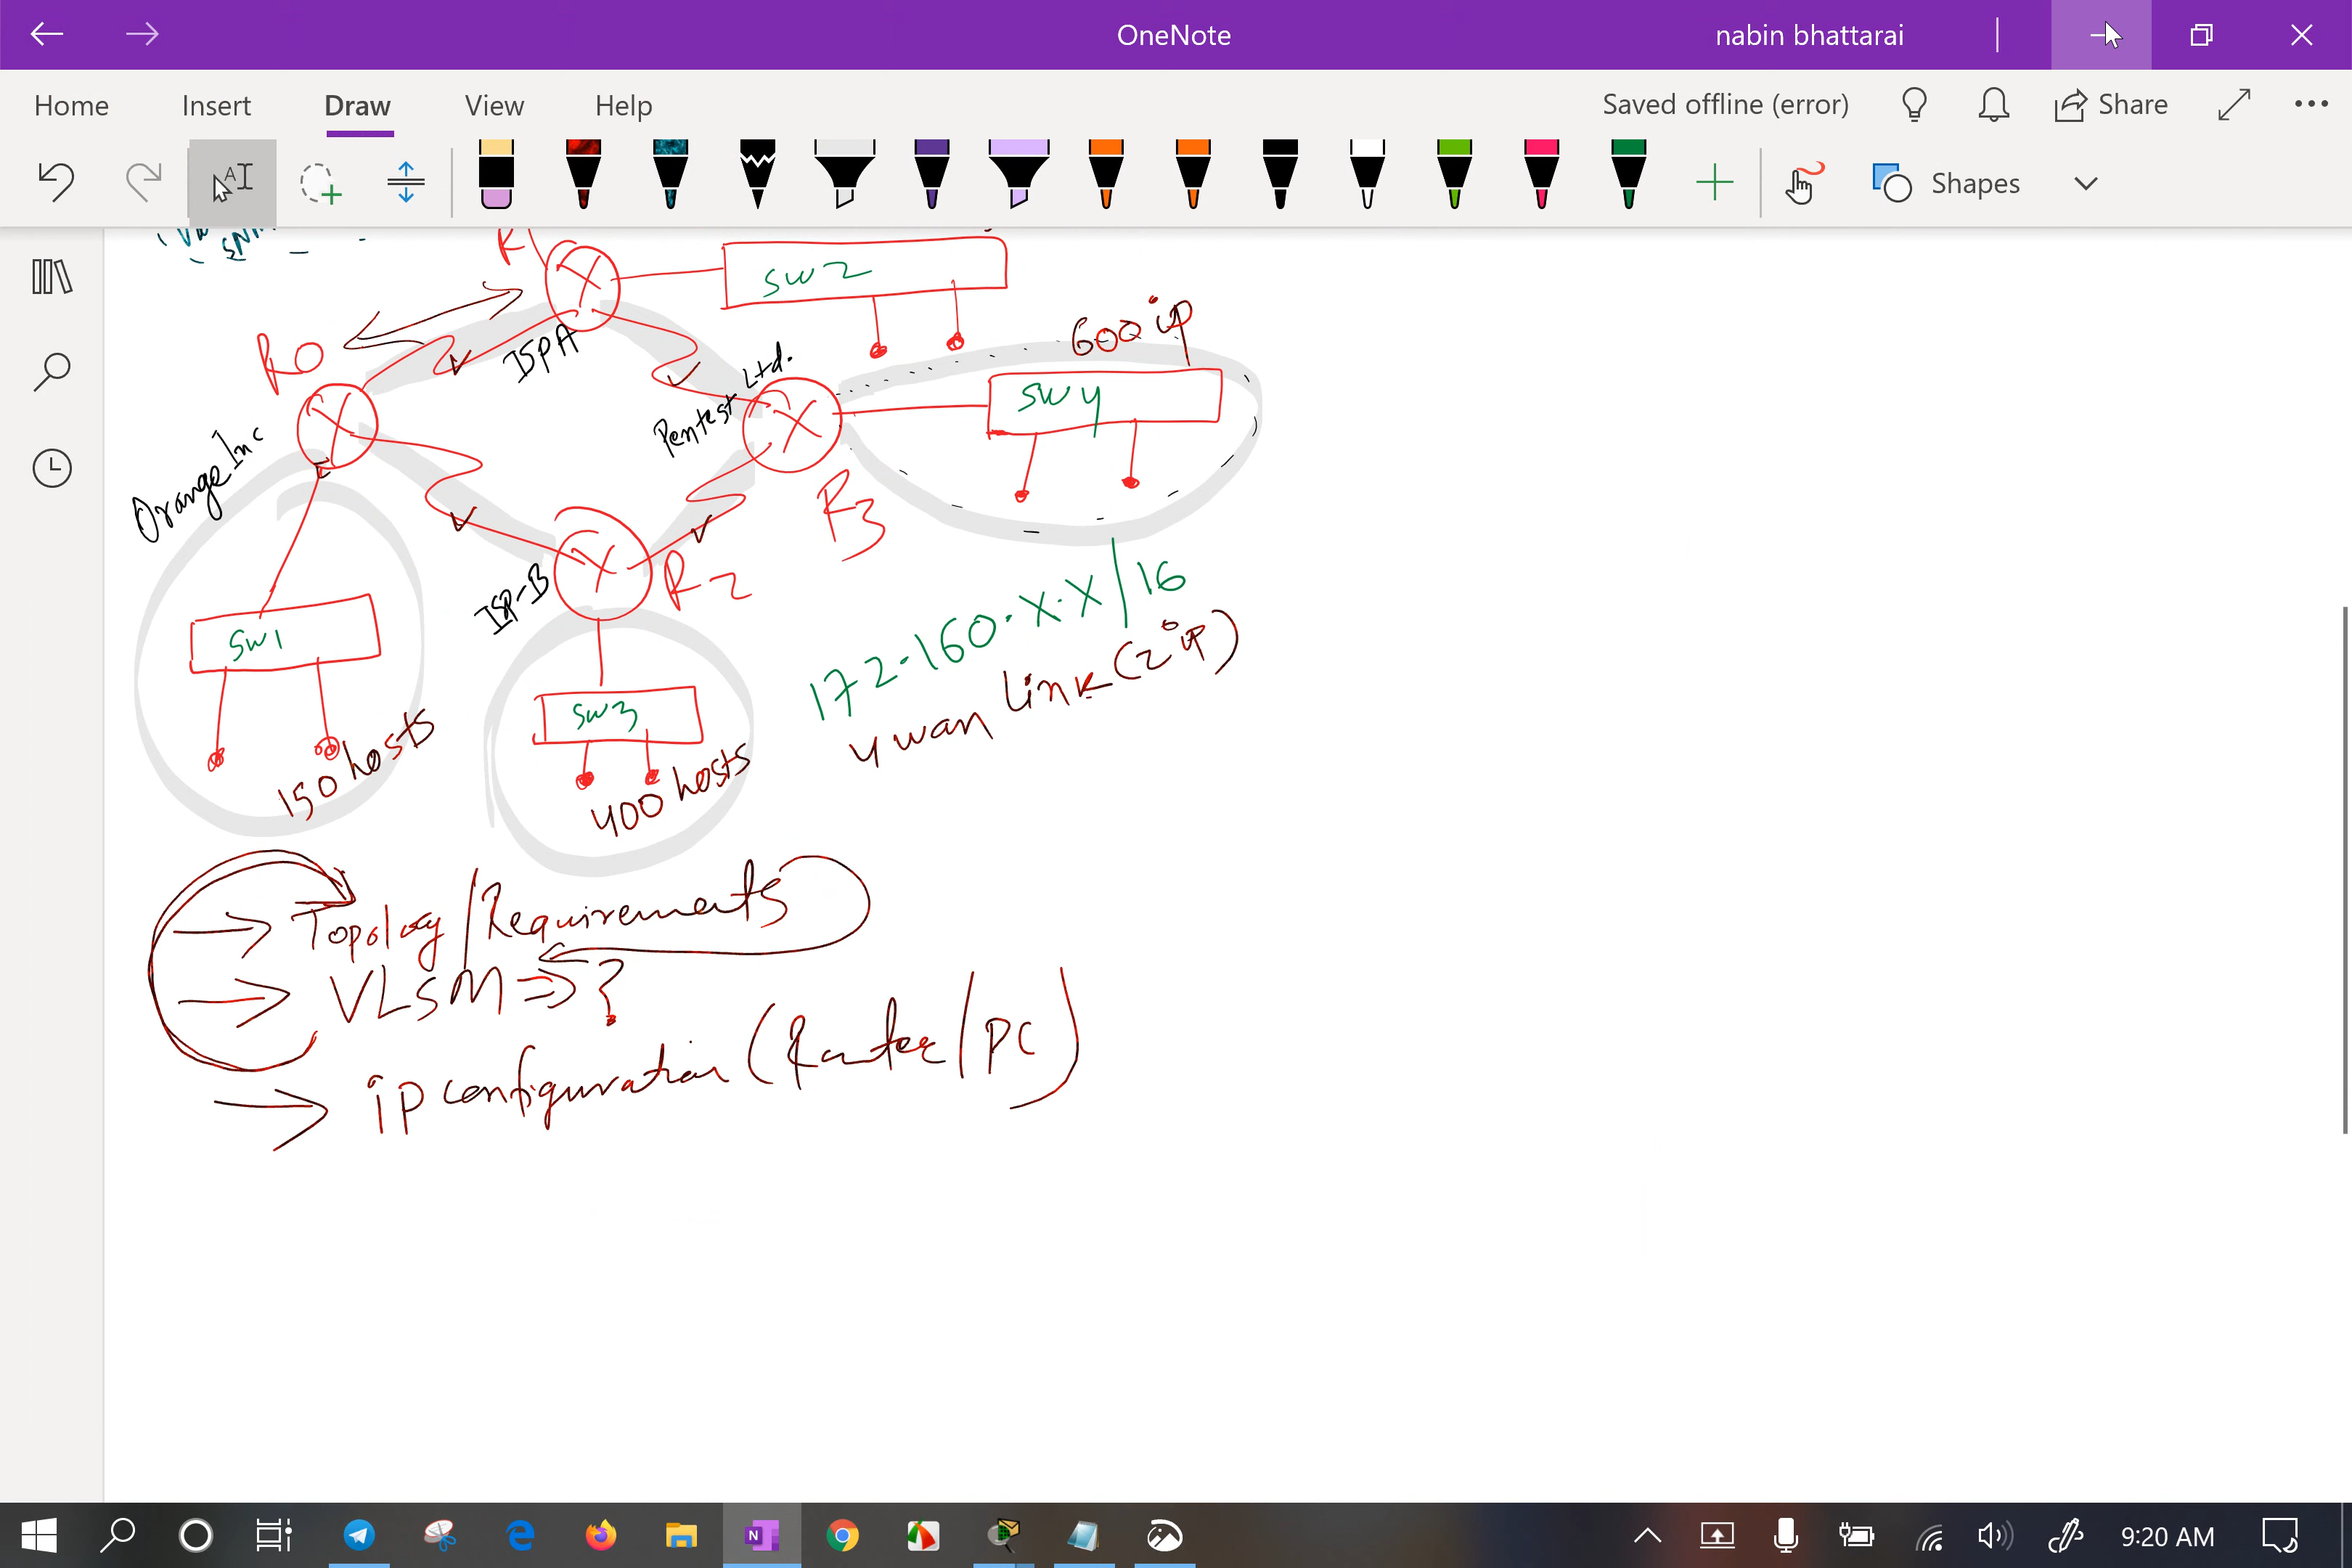 OneNote
nabin bhattarai
Home Insert Draw View Help
Saved offline (error)
Share
Shapes
SW2
600 ip
R0
ISPA
SW4
Pentest Ltd.
Orange Inc
R3
ISP-B
R2
172.160.X.X/16
SW1
4 wan link (2 ip)
SW3
150 hosts
400 hosts
→ Topology/Requirements
→ VLSM ⇒ ?
→ ip configuration (Router/PC)
9:20 AM